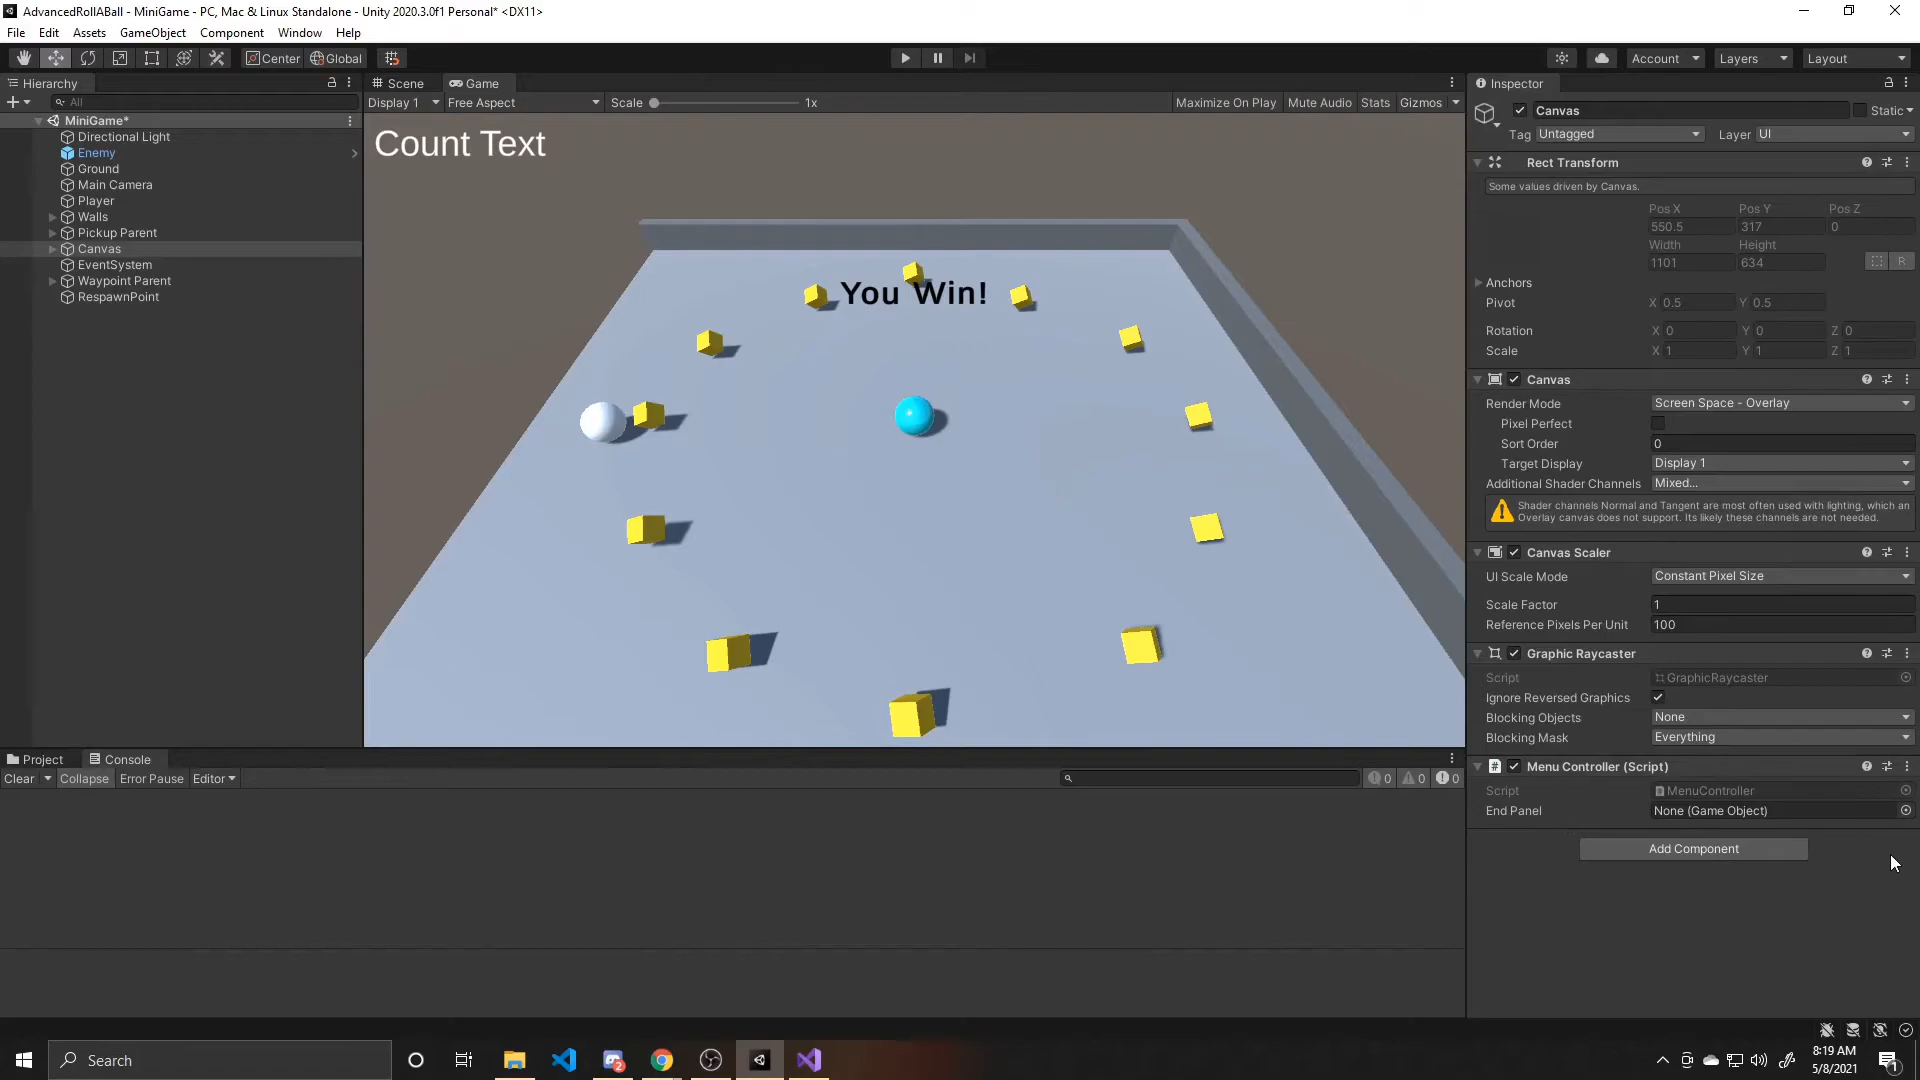 AdvancedRollABall - MiniGame - PC, Mac & Linux Standalone - Unity 2020.3.0f1 Personal* <DX11>
File Edit Assets GameObject Component Window Help
Center Global Account Layers Layout
Hierarchy
All
MiniGame*
Directional Light
Enemy
Ground
Main Camera
Player
Walls
Pickup Parent
Canvas
EventSystem
Waypoint Parent
RespawnPoint
Scene Game
Display 1 Free Aspect Scale 1x Maximize On Play Mute Audio Stats Gizmos
Count Text
You Win!
Project Console
Clear Collapse Error Pause Editor 0 0 0
Inspector
Canvas Static
Tag Untagged Layer UI
Rect Transform
Some values driven by Canvas.
Pos X Pos Y Pos Z
550.5 317 0
Width Height
1101 634 R
Anchors
Pivot X 0.5 Y 0.5
Rotation X 0 Y 0 Z 0
Scale X 1 Y 1 Z 1
Canvas
Render Mode Screen Space - Overlay
Pixel Perfect
Sort Order 0
Target Display Display 1
Additional Shader Channels Mixed...
Shader channels Normal and Tangent are most often used with lighting, which an
Overlay canvas does not support. Its likely these channels are not needed.
Canvas Scaler
UI Scale Mode Constant Pixel Size
Scale Factor 1
Reference Pixels Per Unit 100
Graphic Raycaster
Script GraphicRaycaster
Ignore Reversed Graphics
Blocking Objects None
Blocking Mask Everything
Menu Controller (Script)
Script MenuController
End Panel None (Game Object)
Add Component
Search
2
8:19 AM
5/8/2021
1